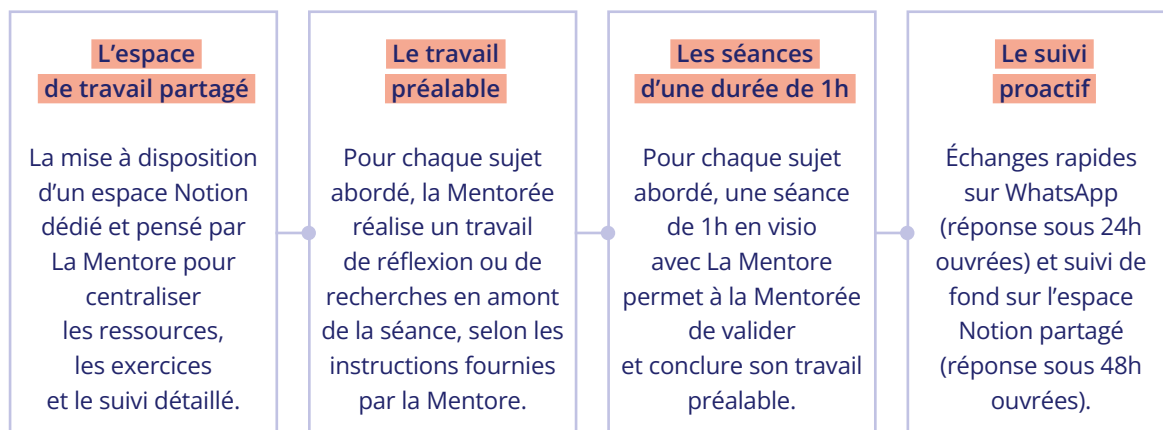 L’espace
de travail partagé
La mise à disposition
d’un espace Notion
dédié et pensé par
La Mentore pour
centraliser
les ressources,
les exercices
et le suivi détaillé.
Le travail
préalable
Pour chaque sujet
abordé, la Mentorée
réalise un travail
de réflexion ou de
recherches en amont
de la séance, selon les
instructions fournies
par la Mentore.
Les séances
d’une durée de 1h
Pour chaque sujet
abordé, une séance
de 1h en visio
avec La Mentore
permet à la Mentorée
de valider
et conclure son travail
préalable.
Le suivi
proactif
Échanges rapides
sur WhatsApp
(réponse sous 24h
ouvrées) et suivi de
fond sur l’espace
Notion partagé
(réponse sous 48h
ouvrées).